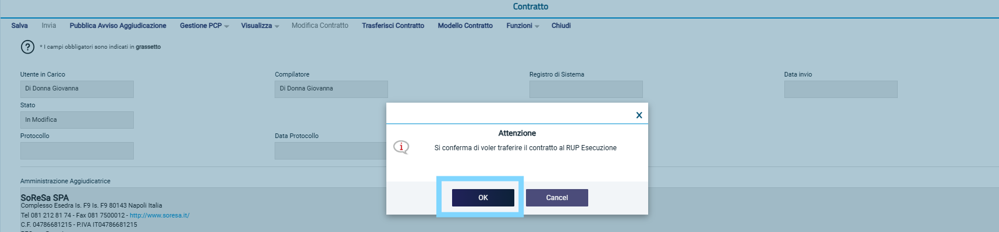 Contratto
Salva Invia Pubblica Avviso Aggiudicazione Gestione PCP Visualizza Modifica Contratto Trasferisci Contratto Modello Contratto Funzioni Chiudi
? * I campi obbligatori sono indicati in grassetto
Utente in Carico Compilatore Registro di Sistema Data invio
Di Donna Giovanna Di Donna Giovanna
Stato
In Modifica
Protocollo Data Protocollo
X
Attenzione
i Si conferma di voler traferire il contratto al RUP Esecuzione
OK Cancel
Amministrazione Aggiudicatrice
SoReSa SPA
Complesso Esedra Is. F9 Is. F9 80143 Napoli Italia
Tel 081 212 81 74 - Fax 081 7500012 - http://www.soresa.it/
C.F. 04786681215 - P.IVA IT04786681215